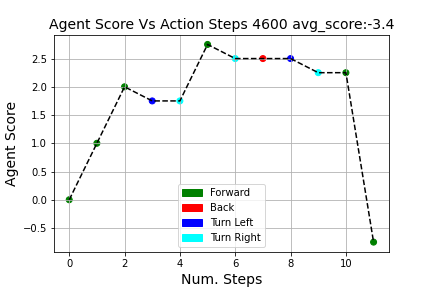 Agent Score Vs Action Steps 4600 avg_score:-3.4
Agent Score
2.5
2.0
1.5
1.0
0.5
0.0
−0.5
Forward
Back
Turn Left
Turn Right
0 2 4 6 8 10
Num. Steps